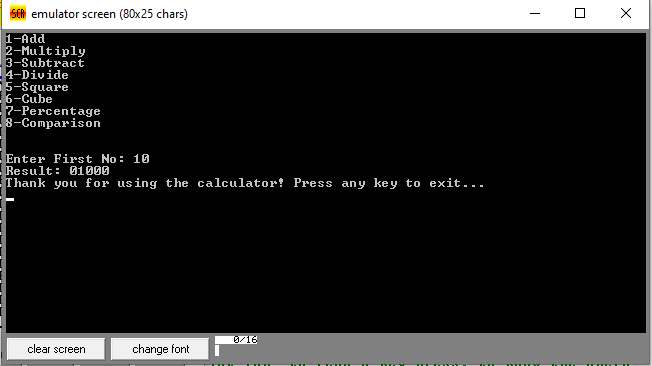 emulator screen (80x25 chars)
1-Add
2-Multiply
3-Subtract
4-Divide
5-Square
6-Cube
7-Percentage
8-Comparison
Enter First No: 10
Result: 01000
Thank you for using the calculator! Press any key to exit...
clear screen
change font
0/16